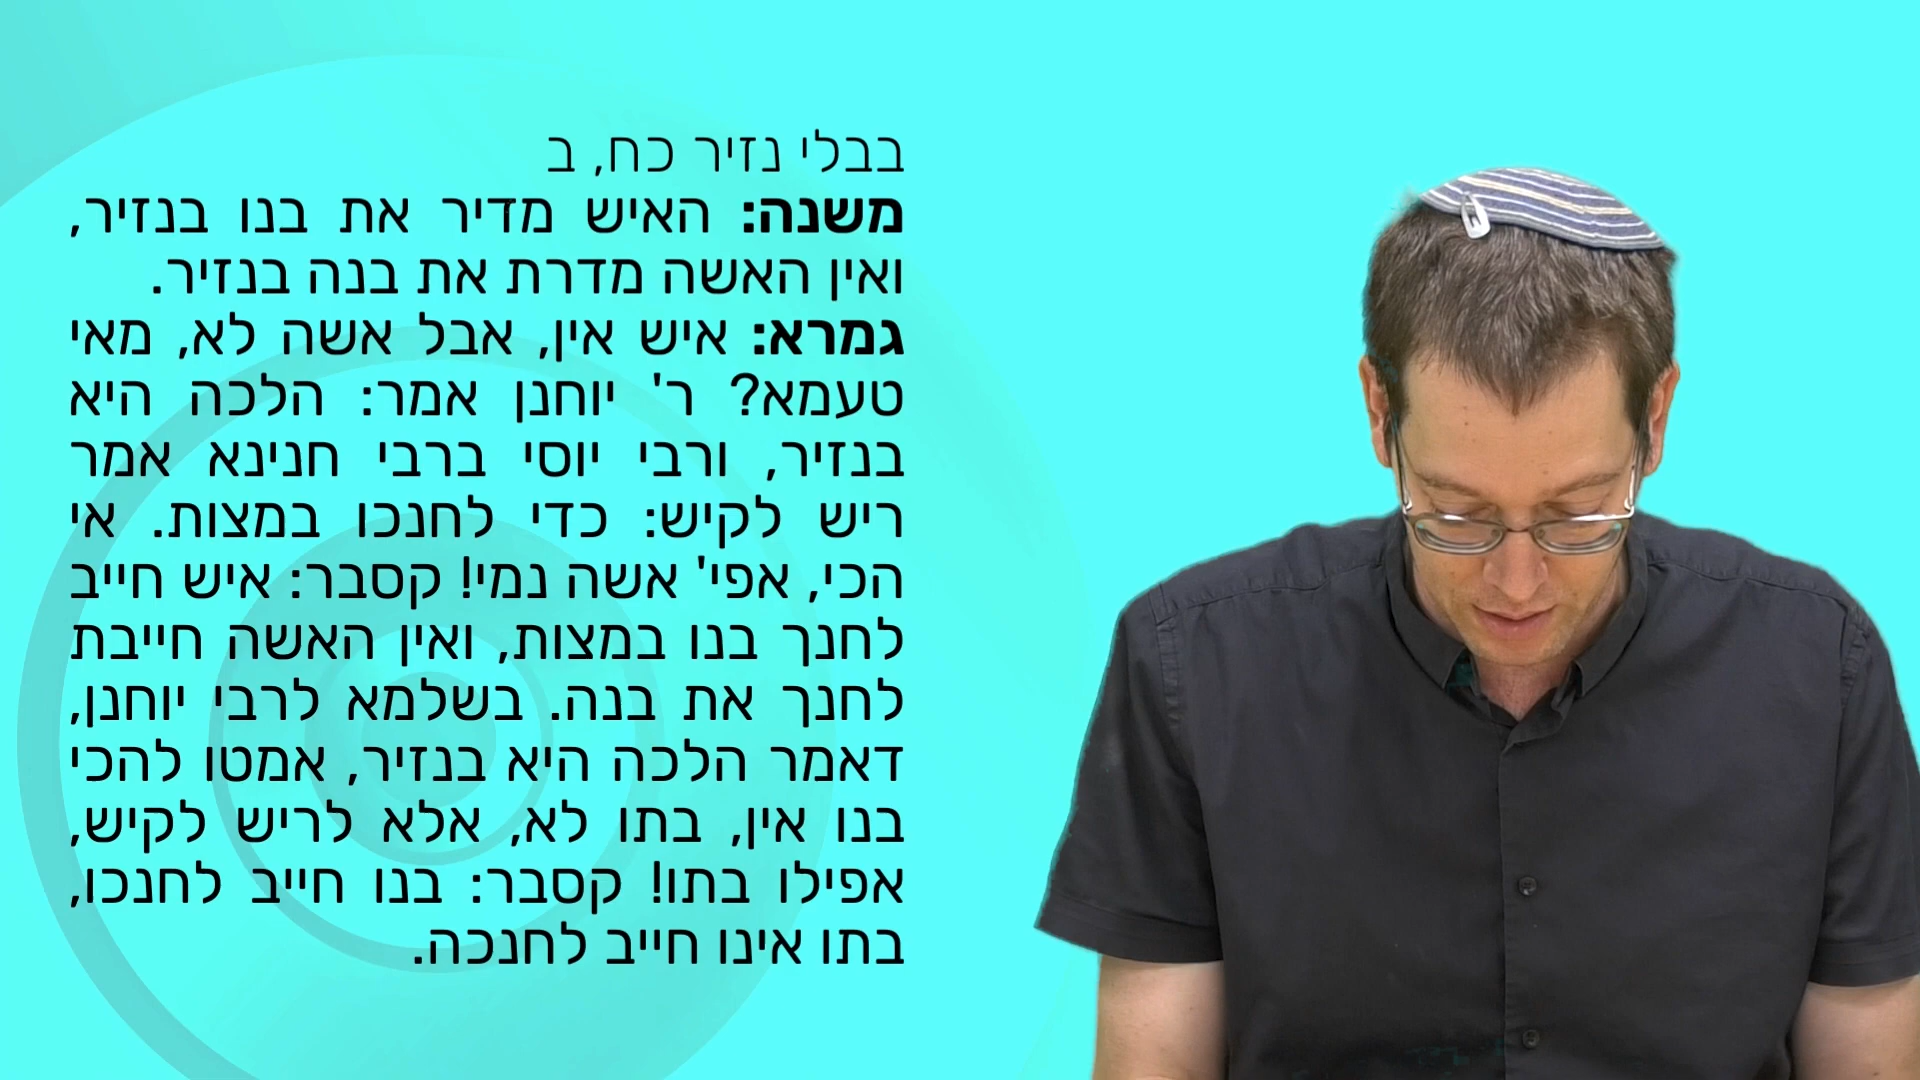 בבלי נזיר כח, ב
משנה: האיש מדיר את בנו בנזיר,
ואין האשה מדרת את בנה בנזיר.
גמרא: איש אין, אבל אשה לא, מאי
טעמא? ר' יוחנן אמר: הלכה היא
בנזיר, ורבי יוסי ברבי חנינא אמר
ריש לקיש: כדי לחנכו במצות. אי
הכי, אפי' אשה נמי! קסבר: איש חייב
לחנך בנו במצות, ואין האשה חייבת
לחנך את בנה. בשלמא לרבי יוחנן,
דאמר הלכה היא בנזיר, אמטו להכי
בנו אין, בתו לא, אלא לריש לקיש,
אפילו בתו! קסבר: בנו חייב לחנכו,
בתו אינו חייב לחנכה.